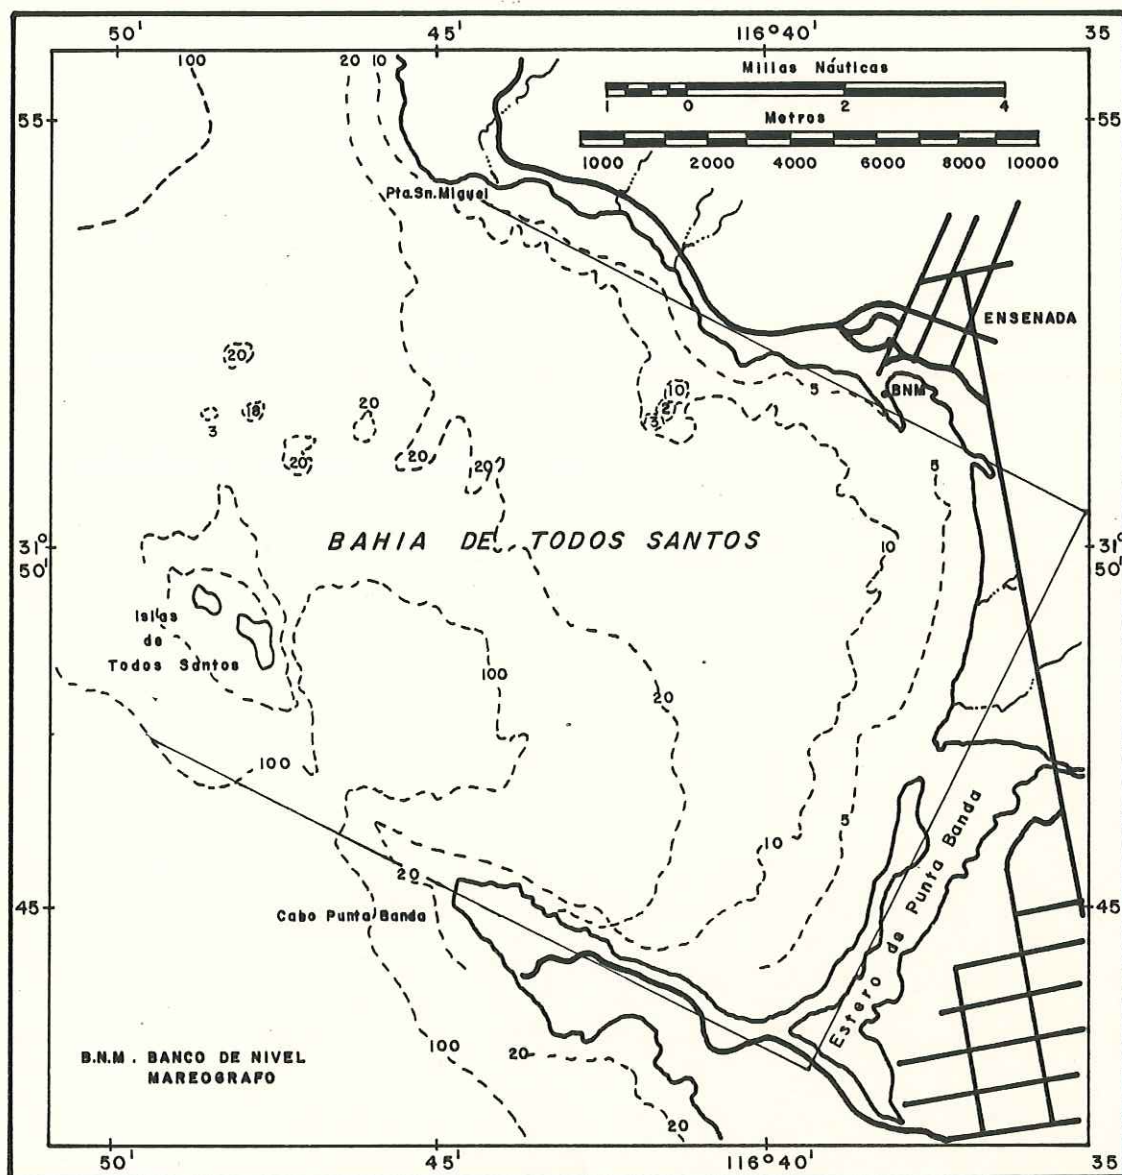 50' 45' 116°40' 35
100 20 10
Millas Náuticas
1 0 2 4
55 55
Metros
1000 2000 4000 6000 8000 10000
Pta.Sn.Miguel
ENSENADA
20
5
10
BNM
3 18 20 2
3
20 20 20
5
31° BAHIA DE TODOS SANTOS 10 31°
50' 50'
Islas
de
Todos Santos
100
20
100
5
10
20
Cabo Punta Banda
45 45
Estero de Punta Banda
100
20
B.N.M. BANCO DE NIVEL
MAREOGRAFO
20
50' 45' 116°40' 35